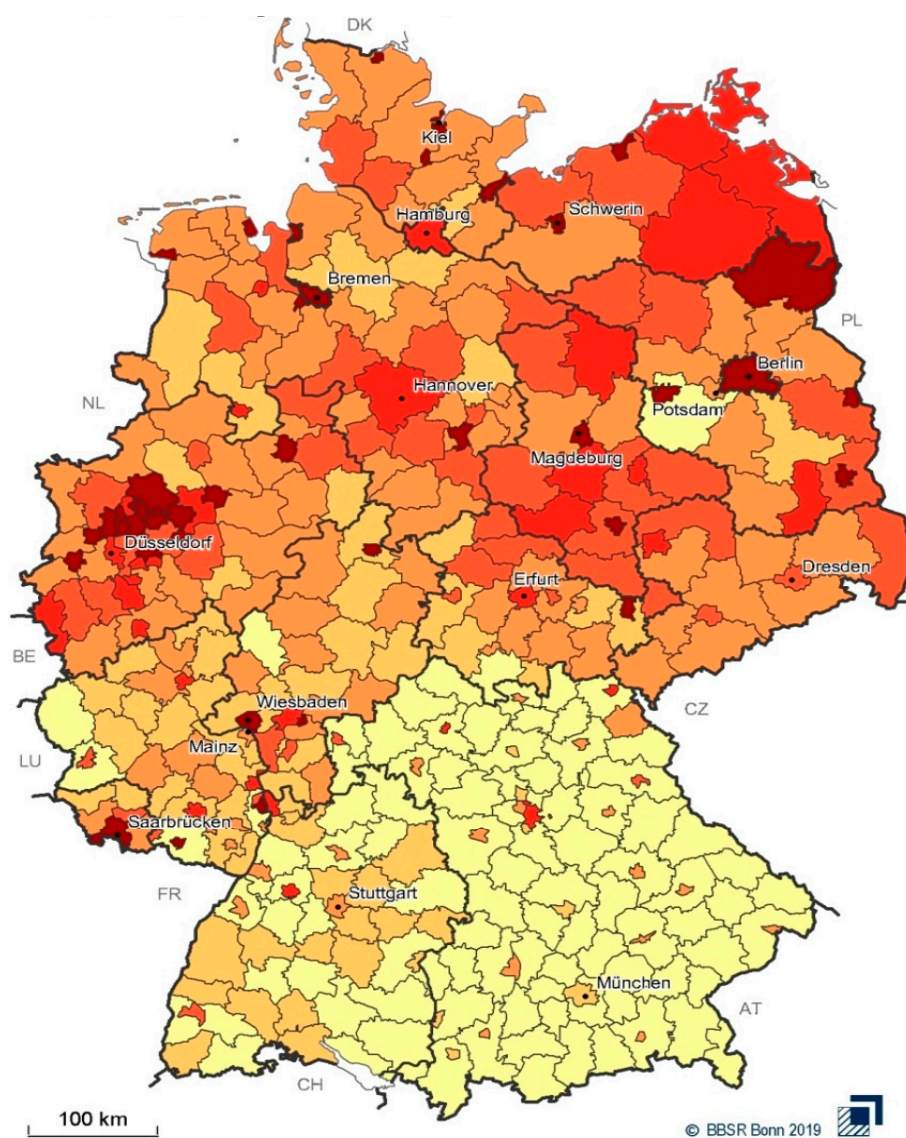 DK
Kiel
Hamburg
Schwerin
Bremen
PL
Berlin
Hannover
NL
Potsdam
Magdeburg
Düsseldorf
Erfurt
Dresden
BE
Wiesbaden
CZ
Mainz
LU
Saarbrücken
FR
Stuttgart
München
AT
CH
100 km
© BBSR Bonn 2019